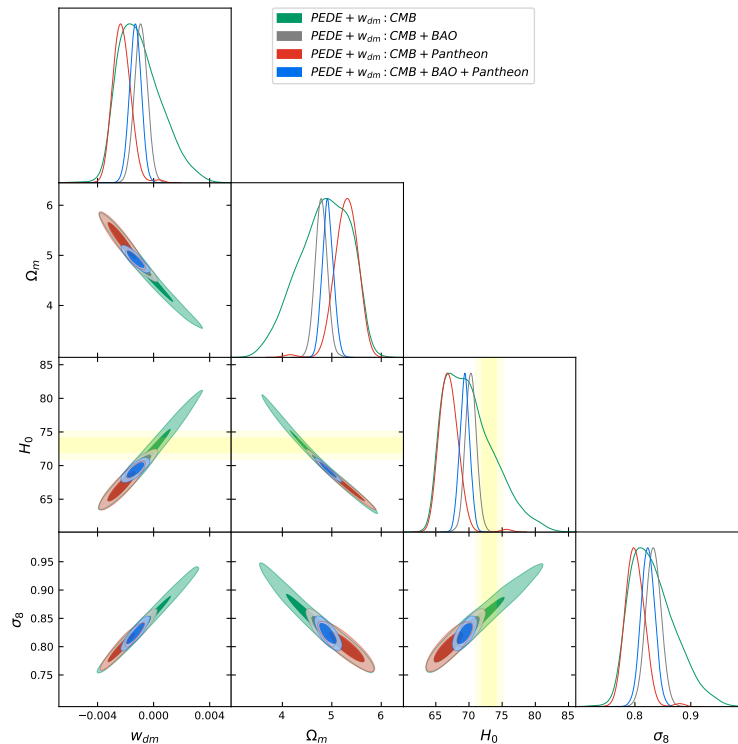 PEDE + w_dm : CMB
PEDE + w_dm : CMB + BAO
PEDE + w_dm : CMB + Pantheon
PEDE + w_dm : CMB + BAO + Pantheon
6
5
4
Ω_m
85
80
75
70
65
H_0
0.95
0.90
0.85
0.80
0.75
σ_8
−0.004 0.000 0.004
4 5 6
65 70 75 80 85
0.8 0.9
w_dm
Ω_m
H_0
σ_8